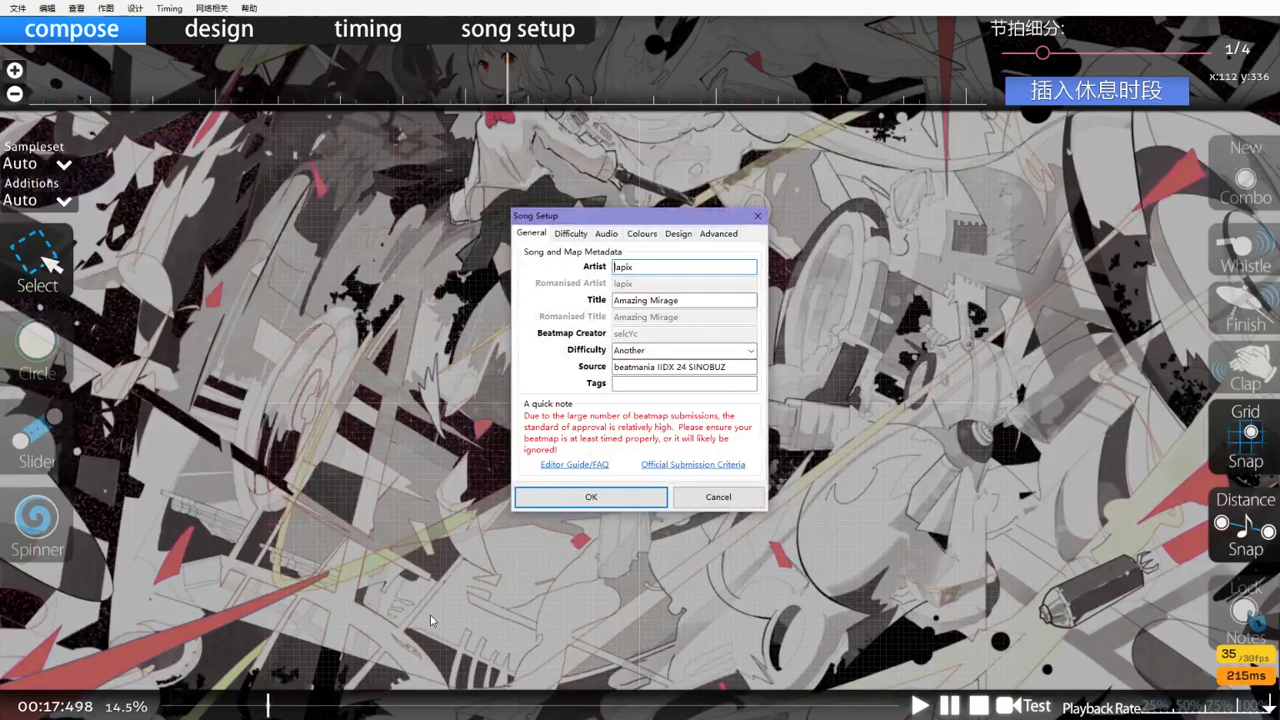 文件 编辑 查看 作图 设计 Timing 网络相关 帮助
compose design timing song setup
节拍细分:
1/4
x:112 y:336
插入休息时段
Sampleset
Auto
Additions
Auto
Select
Circle
Slider
Spinner
Song Setup
General Difficulty Audio Colours Design Advanced
Song and Map Metadata
Artist lapix
Romanised Artist lapix
Title Amazing Mirage
Romanised Title Amazing Mirage
Beatmap Creator selcYc
Difficulty Another
Source beatmania IIDX 24 SINOBUZ
Tags
A quick note
Due to the large number of beatmap submissions, the
standard of approval is relatively high. Please ensure your
beatmap is at least timed properly, or it will likely be
ignored!
Editor Guide/FAQ Official Submission Criteria
OK Cancel
New
Combo
Whistle
Finish
Clap
Grid
Snap
Distance
Snap
Lock
Notes
35 /30fps
215ms
00:17:498 14.5%
Test Playback Rate 25% 50% 75% 100%